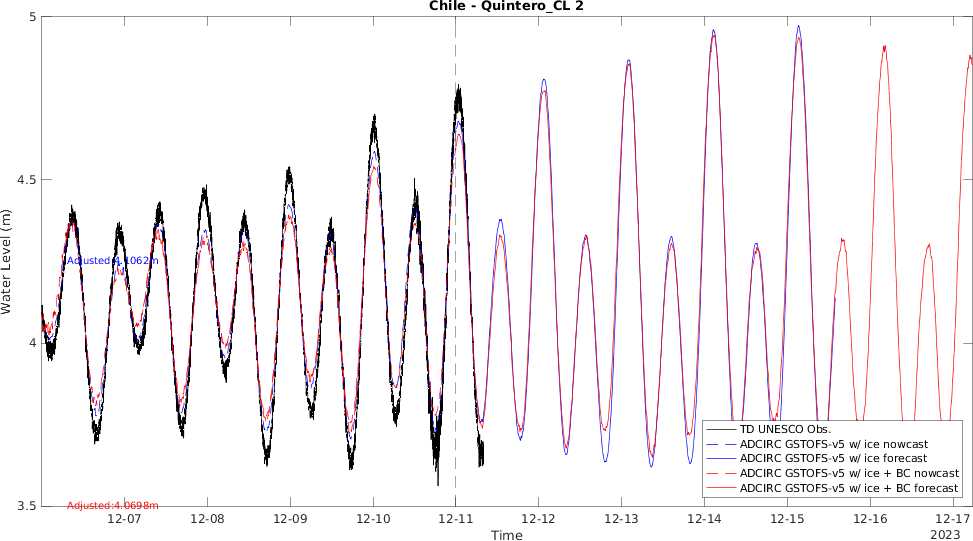 Chile - Quintero_CL 2
5
4.5
4
3.5
Water Level (m)
Adjusted:4.1062m
Adjusted:4.0698m
TD UNESCO Obs.
ADCIRC GSTOFS-v5 w/ ice nowcast
ADCIRC GSTOFS-v5 w/ ice forecast
ADCIRC GSTOFS-v5 w/ ice + BC nowcast
ADCIRC GSTOFS-v5 w/ ice + BC forecast
12-07 12-08 12-09 12-10 12-11 12-12 12-13 12-14 12-15 12-16 12-17
Time
2023